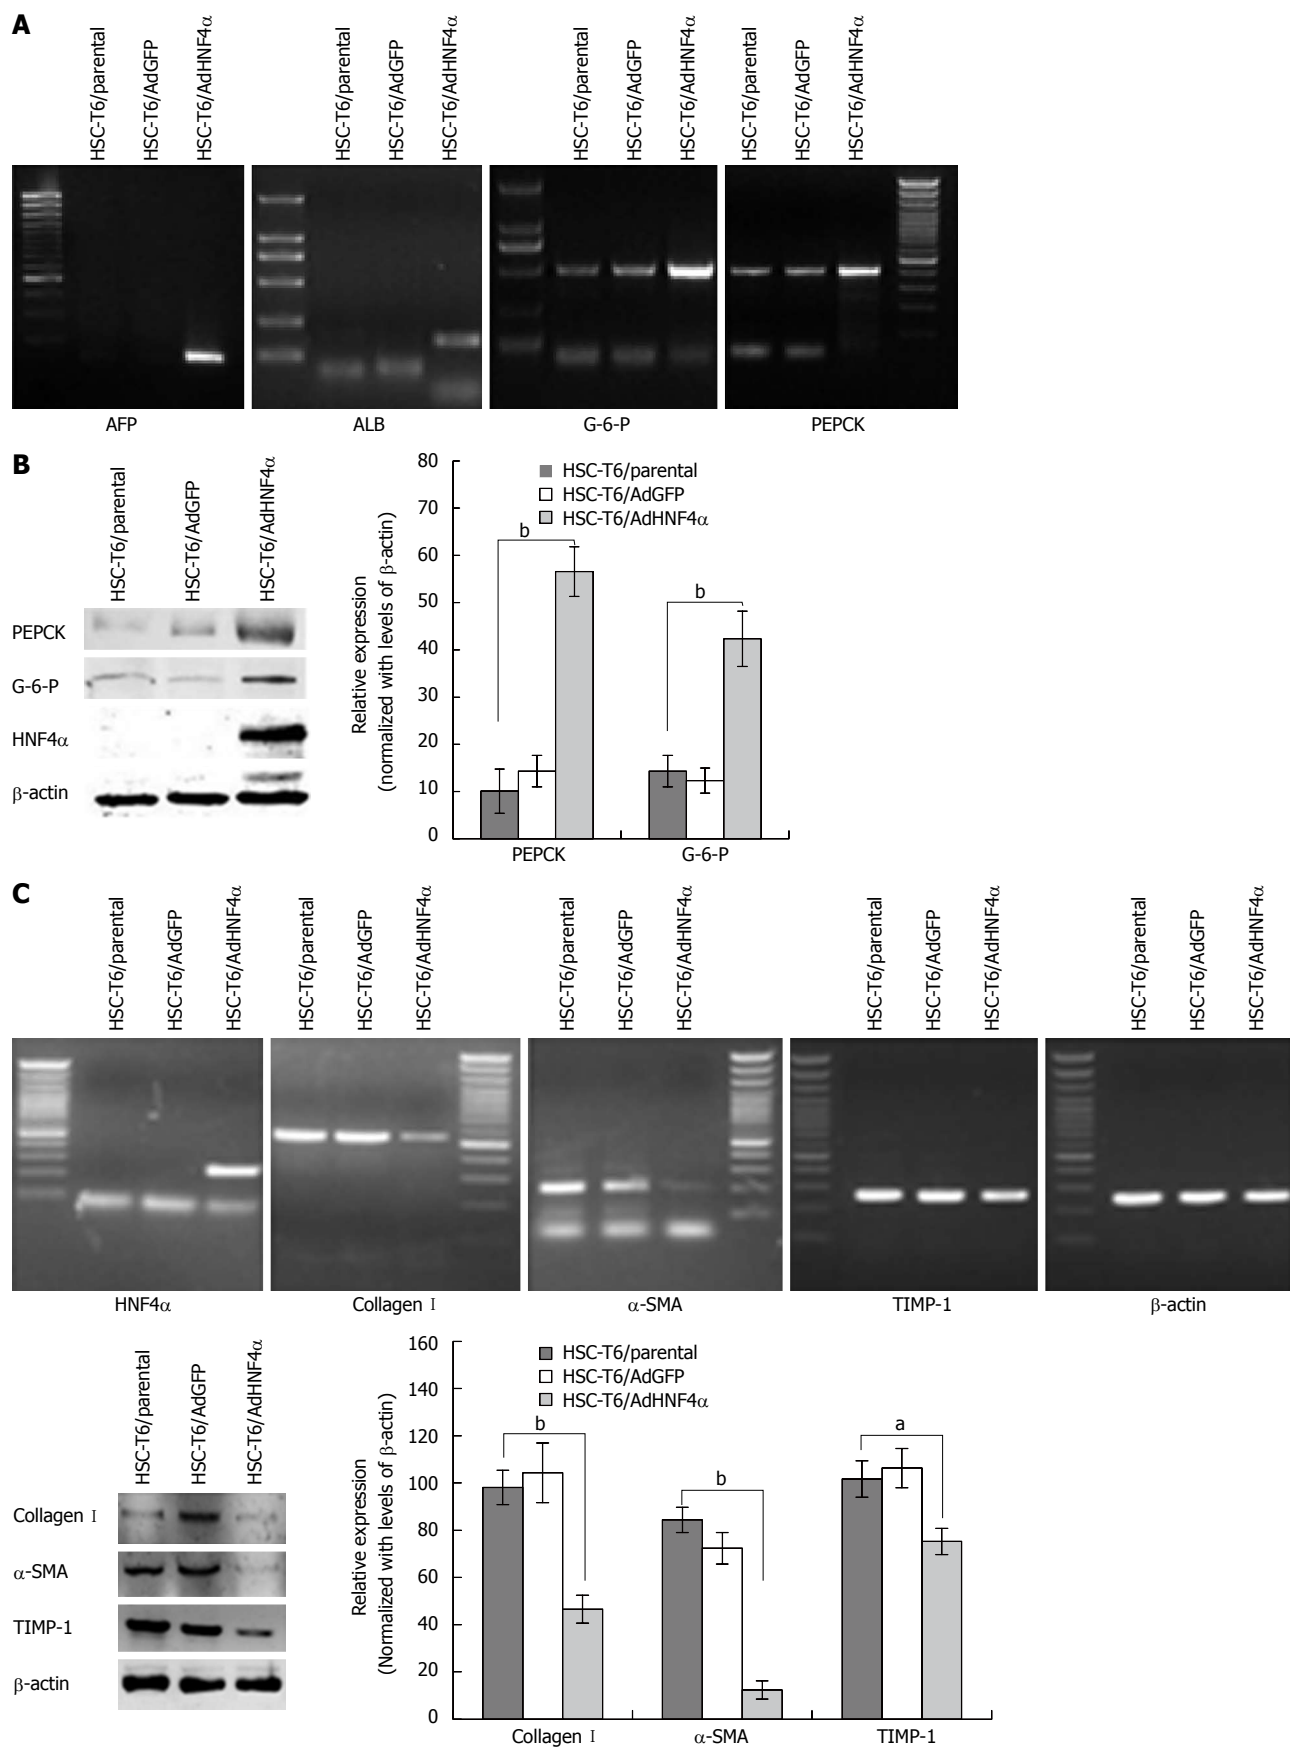 A
HSC-T6/parental
HSC-T6/AdGFP
HSC-T6/AdHNF4α
HSC-T6/parental
HSC-T6/AdGFP
HSC-T6/AdHNF4α
HSC-T6/parental
HSC-T6/AdGFP
HSC-T6/AdHNF4α
HSC-T6/parental
HSC-T6/AdGFP
HSC-T6/AdHNF4α
AFP
ALB
G-6-P
PEPCK
B
HSC-T6/parental
HSC-T6/AdGFP
HSC-T6/AdHNF4α
PEPCK
G-6-P
HNF4α
β-actin
Relative expression
(normalized with levels of β-actin)
80
70
60
50
40
30
20
10
0
HSC-T6/parental
HSC-T6/AdGFP
HSC-T6/AdHNF4α
b
b
PEPCK
G-6-P
C
HSC-T6/parental
HSC-T6/AdGFP
HSC-T6/AdHNF4α
HSC-T6/parental
HSC-T6/AdGFP
HSC-T6/AdHNF4α
HSC-T6/parental
HSC-T6/AdGFP
HSC-T6/AdHNF4α
HSC-T6/parental
HSC-T6/AdGFP
HSC-T6/AdHNF4α
HSC-T6/parental
HSC-T6/AdGFP
HSC-T6/AdHNF4α
HNF4α
Collagen Ⅰ
α-SMA
TIMP-1
β-actin
HSC-T6/parental
HSC-T6/AdGFP
HSC-T6/AdHNF4α
Collagen Ⅰ
α-SMA
TIMP-1
β-actin
Relative expression
(Normalized with levels of β-actin)
160
140
120
100
80
60
40
20
0
HSC-T6/parental
HSC-T6/AdGFP
HSC-T6/AdHNF4α
b
b
a
Collagen Ⅰ
α-SMA
TIMP-1